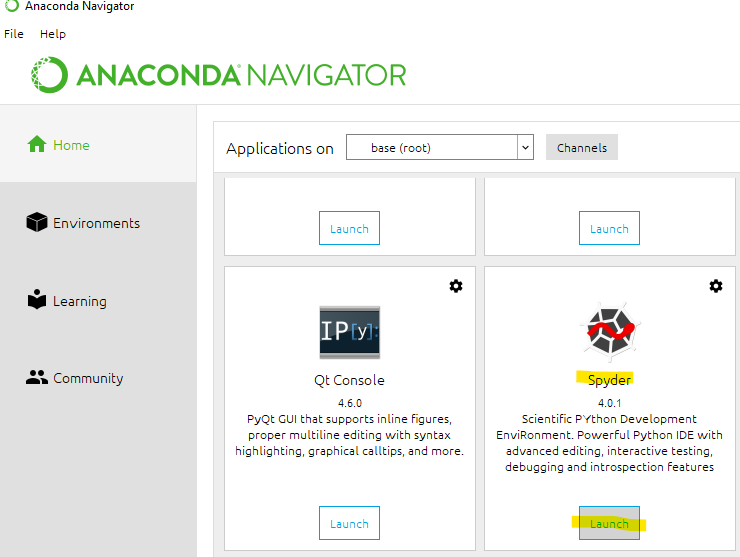 Anaconda Navigator
File Help
ANACONDA NAVIGATOR
Home
Environments
Learning
Community
Applications on base (root) Channels
Launch
Launch
IP[y]:
Qt Console
4.6.0
PyQt GUI that supports inline figures,
proper multiline editing with syntax
highlighting, graphical calltips, and more.
Launch
Spyder
4.0.1
Scientific PYthon Development
EnviRonment. Powerful Python IDE with
advanced editing, interactive testing,
debugging and introspection features
Launch